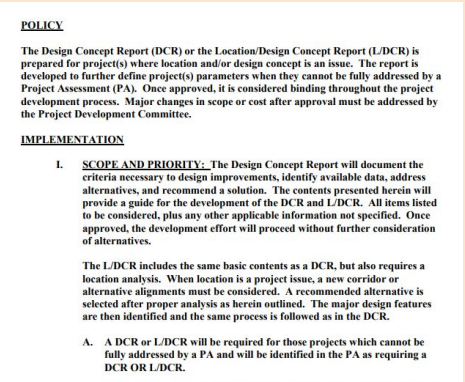 POLICY
The Design Concept Report (DCR) or the Location/Design Concept Report (L/DCR) is
prepared for project(s) where location and/or design concept is an issue. The report is
developed to further define project(s) parameters when they cannot be fully addressed by a
Project Assessment (PA). Once approved, it is considered binding throughout the project
development process. Major changes in scope or cost after approval must be addressed by
the Project Development Committee.
IMPLEMENTATION
I. SCOPE AND PRIORITY: The Design Concept Report will document the
criteria necessary to design improvements, identify available data, address
alternatives, and recommend a solution. The contents presented herein will
provide a guide for the development of the DCR and L/DCR. All items listed
to be considered, plus any other applicable information not specified. Once
approved, the development effort will proceed without further consideration
of alternatives.
The L/DCR includes the same basic contents as a DCR, but also requires a
location analysis. When location is a project issue, a new corridor or
alternative alignments must be considered. A recommended alternative is
selected after proper analysis as herein outlined. The major design features
are then identified and the same process is followed as in the DCR.
A. A DCR or L/DCR will be required for those projects which cannot be
fully addressed by a PA and will be identified in the PA as requiring a
DCR OR L/DCR.